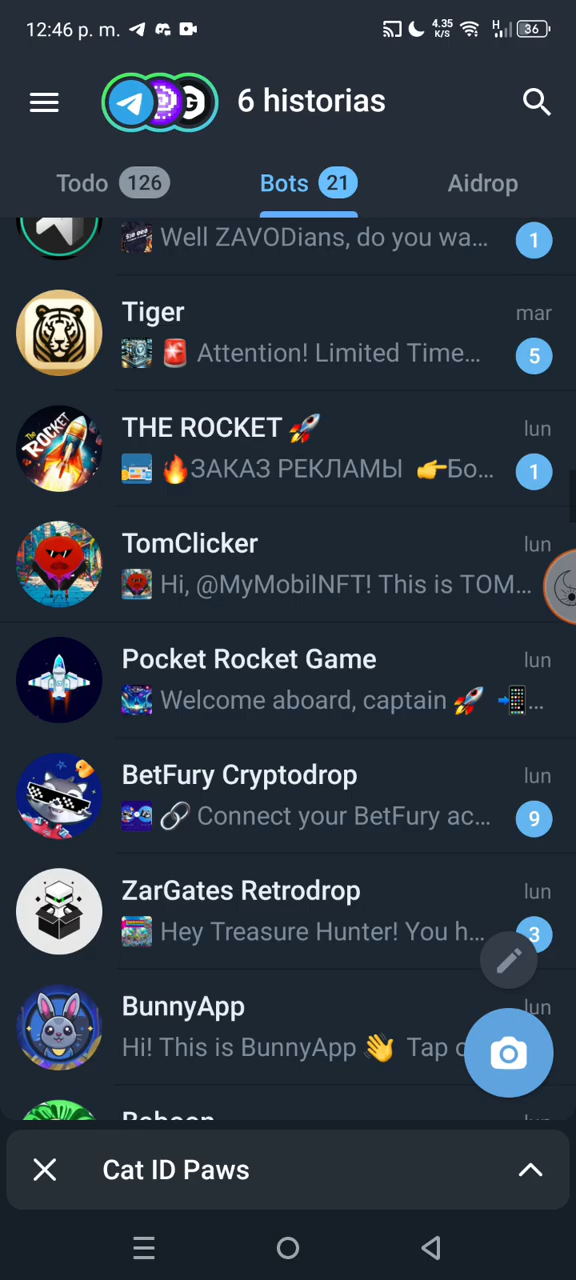 12:46 p. m.
4.35 K/S
H
36
6 historias
Todo 126
Bots 21
Aidrop
Well ZAVODians, do you wa... 1
Tiger mar
🚨 Attention! Limited Time... 5
THE ROCKET 🚀 lun
🔥ЗАКАЗ РЕКЛАМЫ 👉Бо... 1
TomClicker lun
Hi, @MyMobilNFT! This is TOM...
Pocket Rocket Game lun
Welcome aboard, captain 🚀 📲...
BetFury Cryptodrop lun
🔗 Connect your BetFury ac... 9
ZarGates Retrodrop lun
Hey Treasure Hunter! You h... 3
BunnyApp lun
Hi! This is BunnyApp 👋 Tap
Cat ID Paws